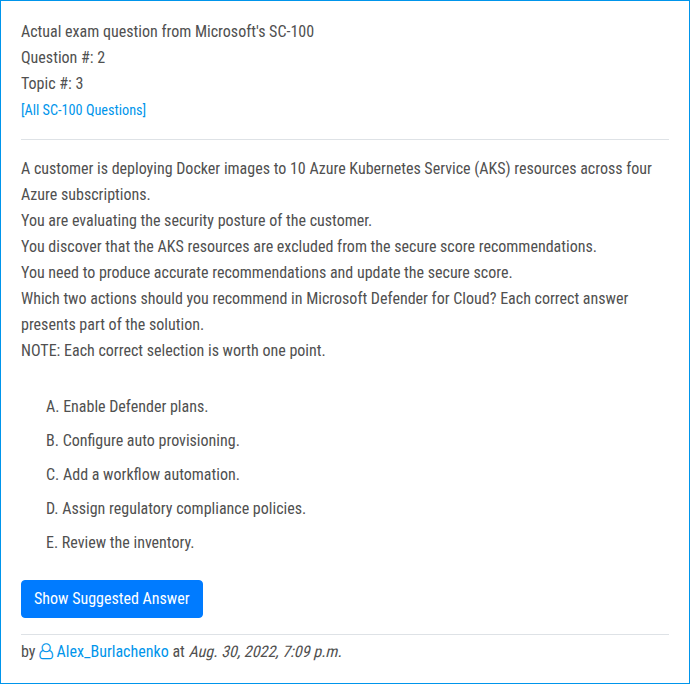 Actual exam question from Microsoft's SC-100
Question #: 2
Topic #: 3
[All SC-100 Questions]
A customer is deploying Docker images to 10 Azure Kubernetes Service (AKS) resources across four
Azure subscriptions.
You are evaluating the security posture of the customer.
You discover that the AKS resources are excluded from the secure score recommendations.
You need to produce accurate recommendations and update the secure score.
Which two actions should you recommend in Microsoft Defender for Cloud? Each correct answer
presents part of the solution.
NOTE: Each correct selection is worth one point.
A. Enable Defender plans.
B. Configure auto provisioning.
C. Add a workflow automation.
D. Assign regulatory compliance policies.
E. Review the inventory.
Show Suggested Answer
by Alex_Burlachenko at Aug. 30, 2022, 7:09 p.m.